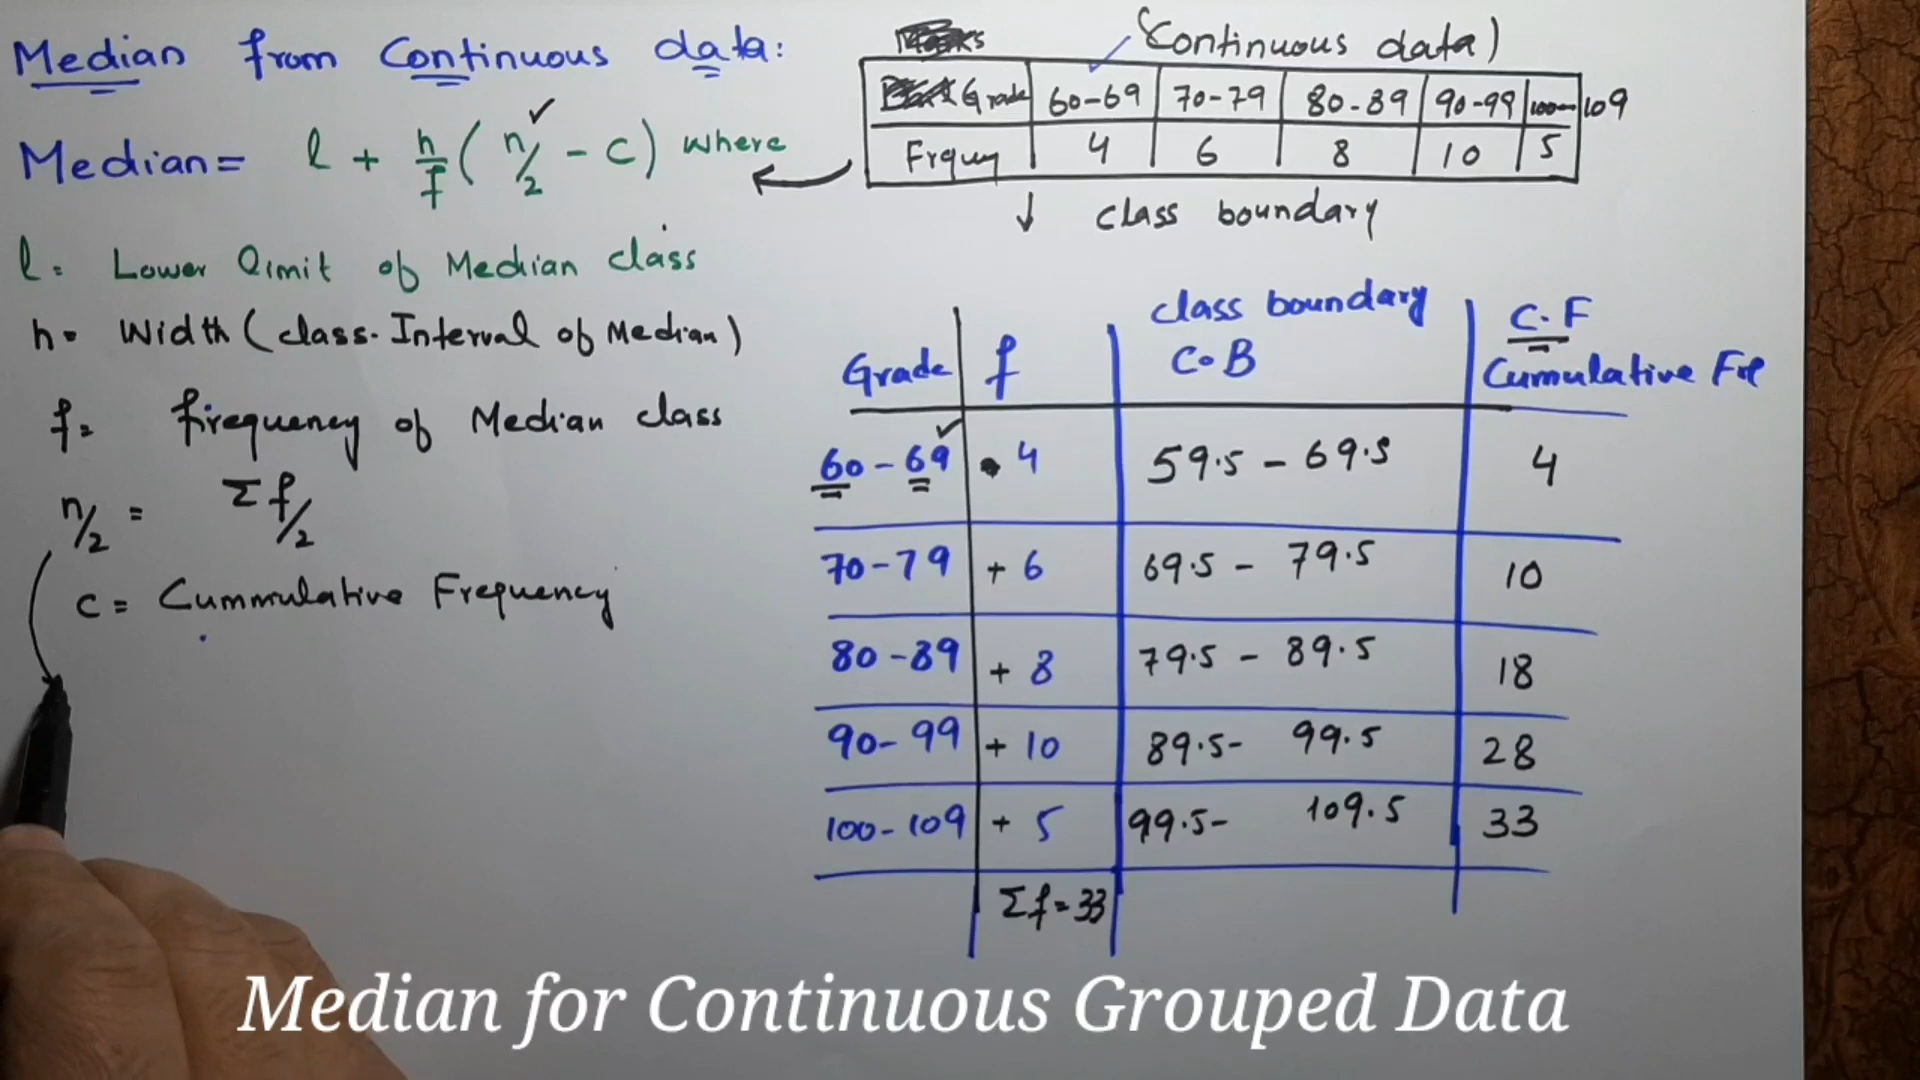 Median from Continuous data:
Median = l + h/f ( n/2 - c ) where
l = Lower Limit of Median class
h = Width ( class-Interval of Median )
f = firequency of Median class
n/2 = Σf/2
c = Cummulative Frequency
(Continuous data)
Grade 60-69 70-79 80-89 90-99 100-109
Frquny 4 6 8 10 5
↓ class boundary
Grade f class boundary C.B C.F Cumulative Fre
60-69 4 59.5 - 69.5 4
70-79 + 6 69.5 - 79.5 10
80-89 + 8 79.5 - 89.5 18
90-99 + 10 89.5- 99.5 28
100-109 + 5 99.5- 109.5 33
Σf=33
Median for Continuous Grouped Data